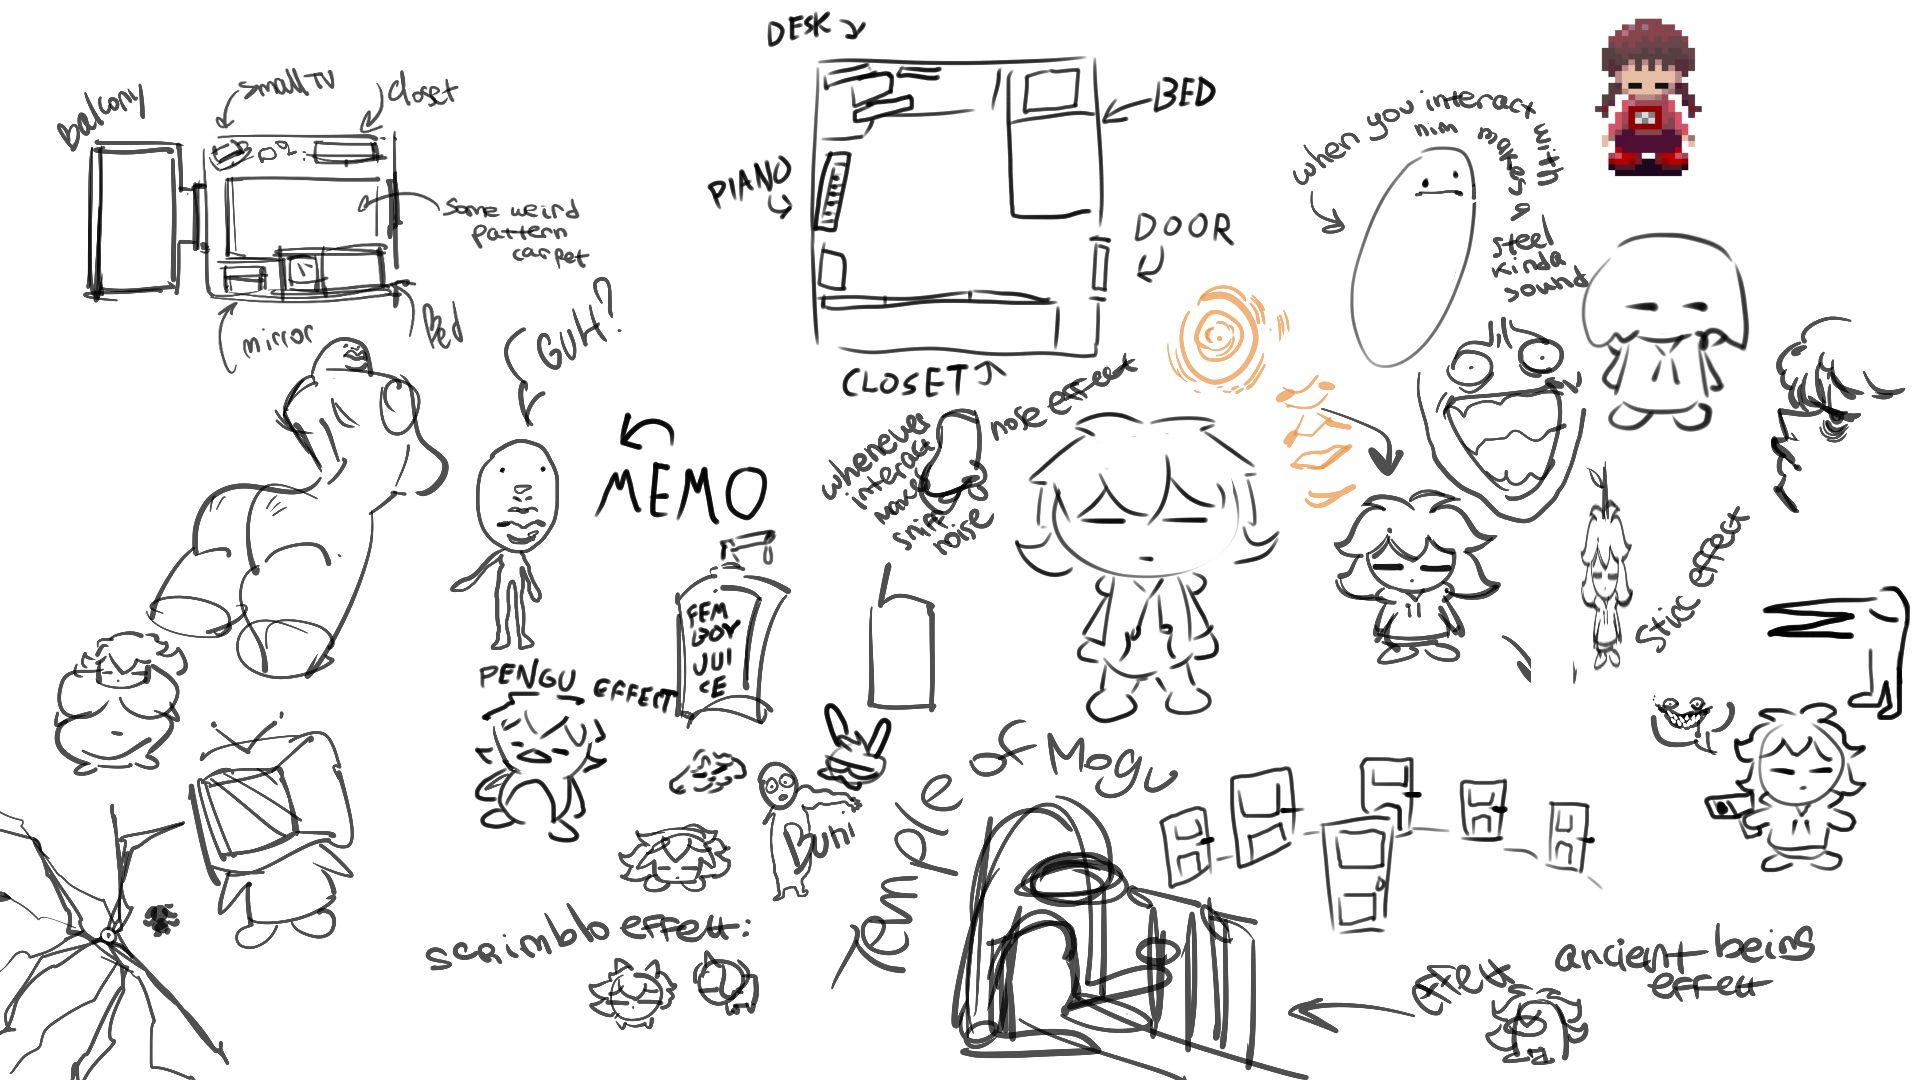 DESK
Balcony
small TV
closet
some weird
pattern
carpet
mirror
Bed
PIANO
BED
DOOR
CLOSET
when you interact with
him makes a
steel
kinda
sound
GUH?
MEMO
nose effect
whenever
interact
makes
sniff
noise
FEM
BOY
JUI
CE
PENGU EFFECT
Stick effect
Buni
Temple of Mogu
scrimblo effect:
effect
ancient being
effect